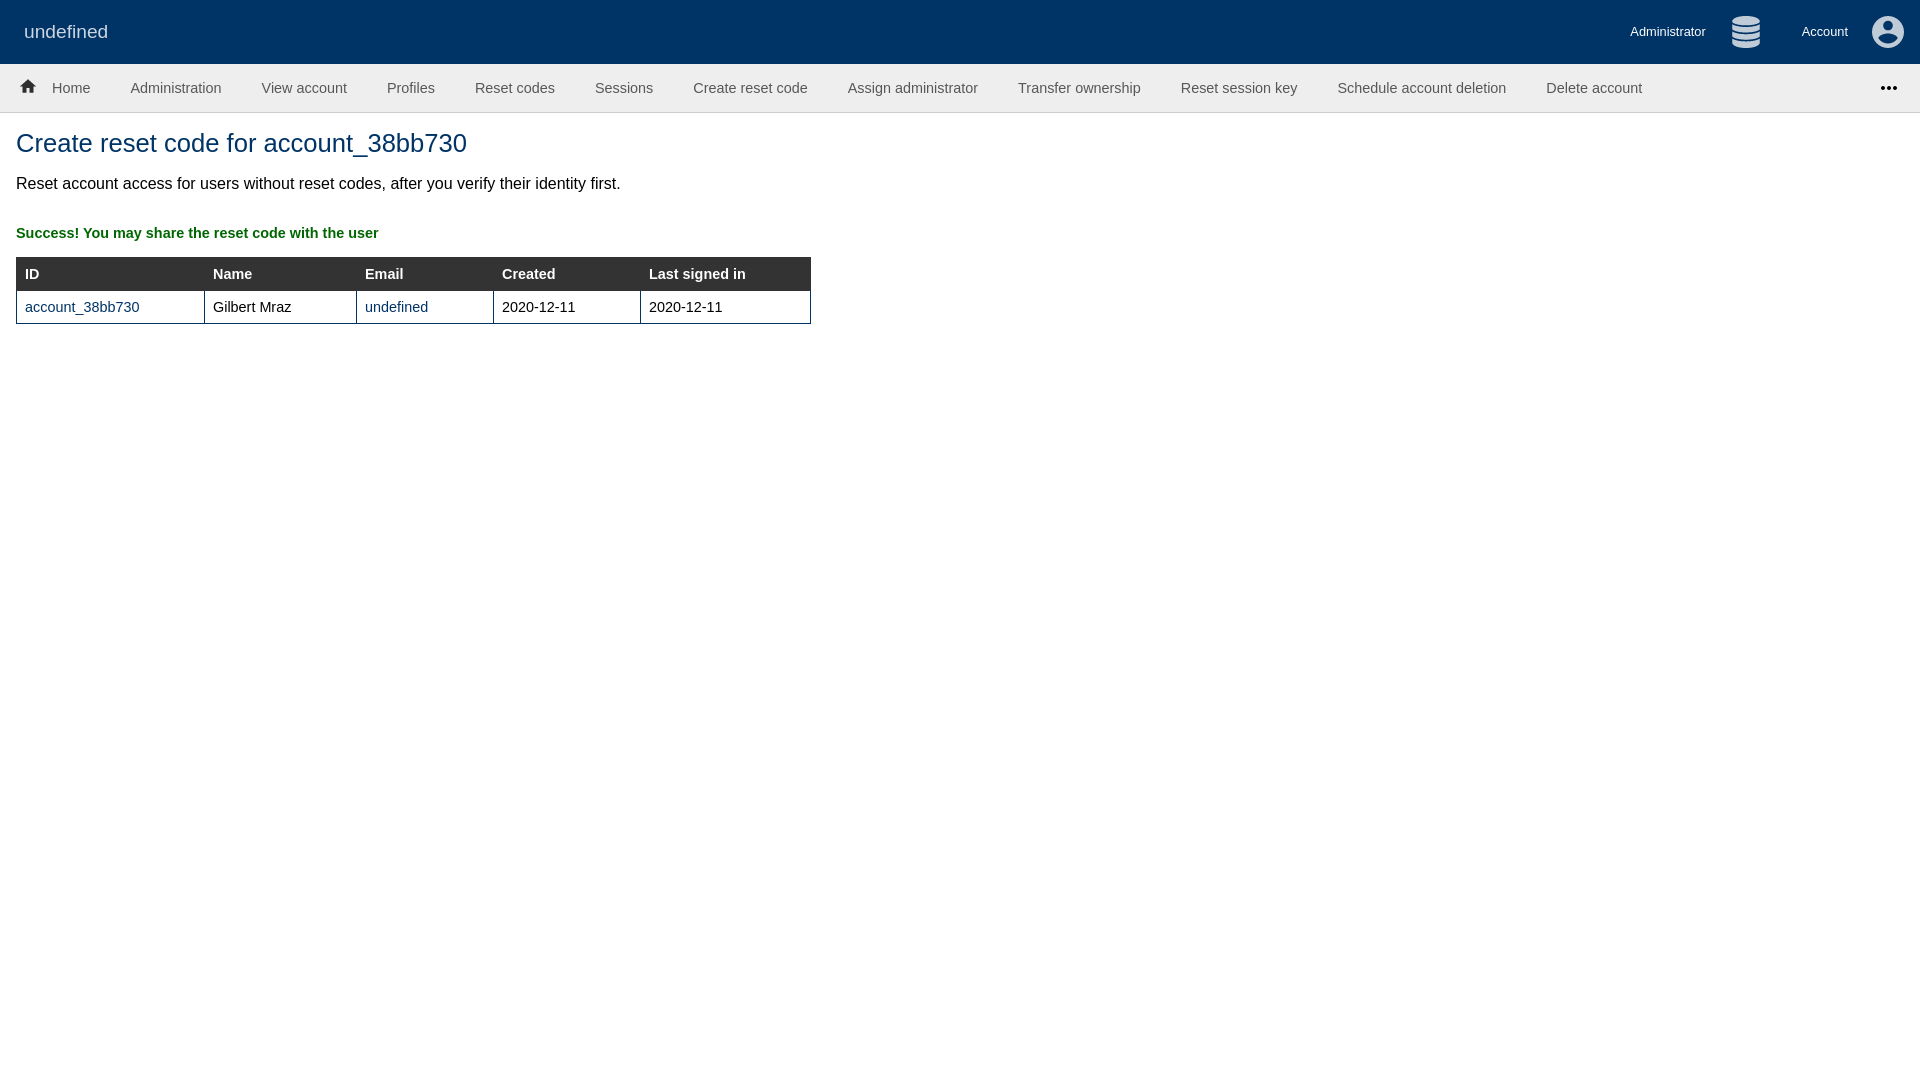 undefined
Administrator
Account
Home Administration View account Profiles Reset codes Sessions Create reset code Assign administrator Transfer ownership Reset session key Schedule account deletion Delete account
Create reset code for account_38bb730
Reset account access for users without reset codes, after you verify their identity first.
Success! You may share the reset code with the user
ID Name Email Created Last signed in
account_38bb730 Gilbert Mraz undefined 2020-12-11 2020-12-11